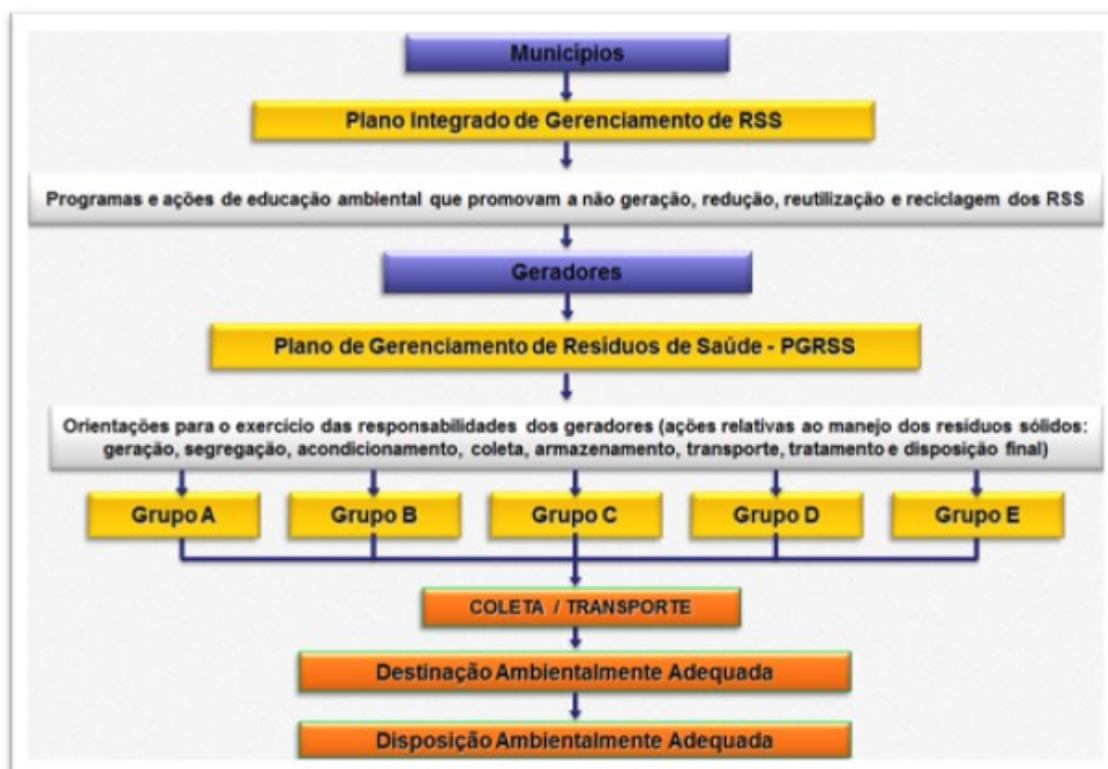 Municípios
Plano Integrado de Gerenciamento de RSS
Programas e ações de educação ambiental que promovam a não geração, redução, reutilização e reciclagem dos RSS
Geradores
Plano de Gerenciamento de Resíduos de Saúde - PGRSS
Orientações para o exercício das responsabilidades dos geradores (ações relativas ao manejo dos resíduos sólidos:
geração, segregação, acondicionamento, coleta, armazenamento, transporte, tratamento e disposição final)
Grupo A
Grupo B
Grupo C
Grupo D
Grupo E
COLETA / TRANSPORTE
Destinação Ambientalmente Adequada
Disposição Ambientalmente Adequada